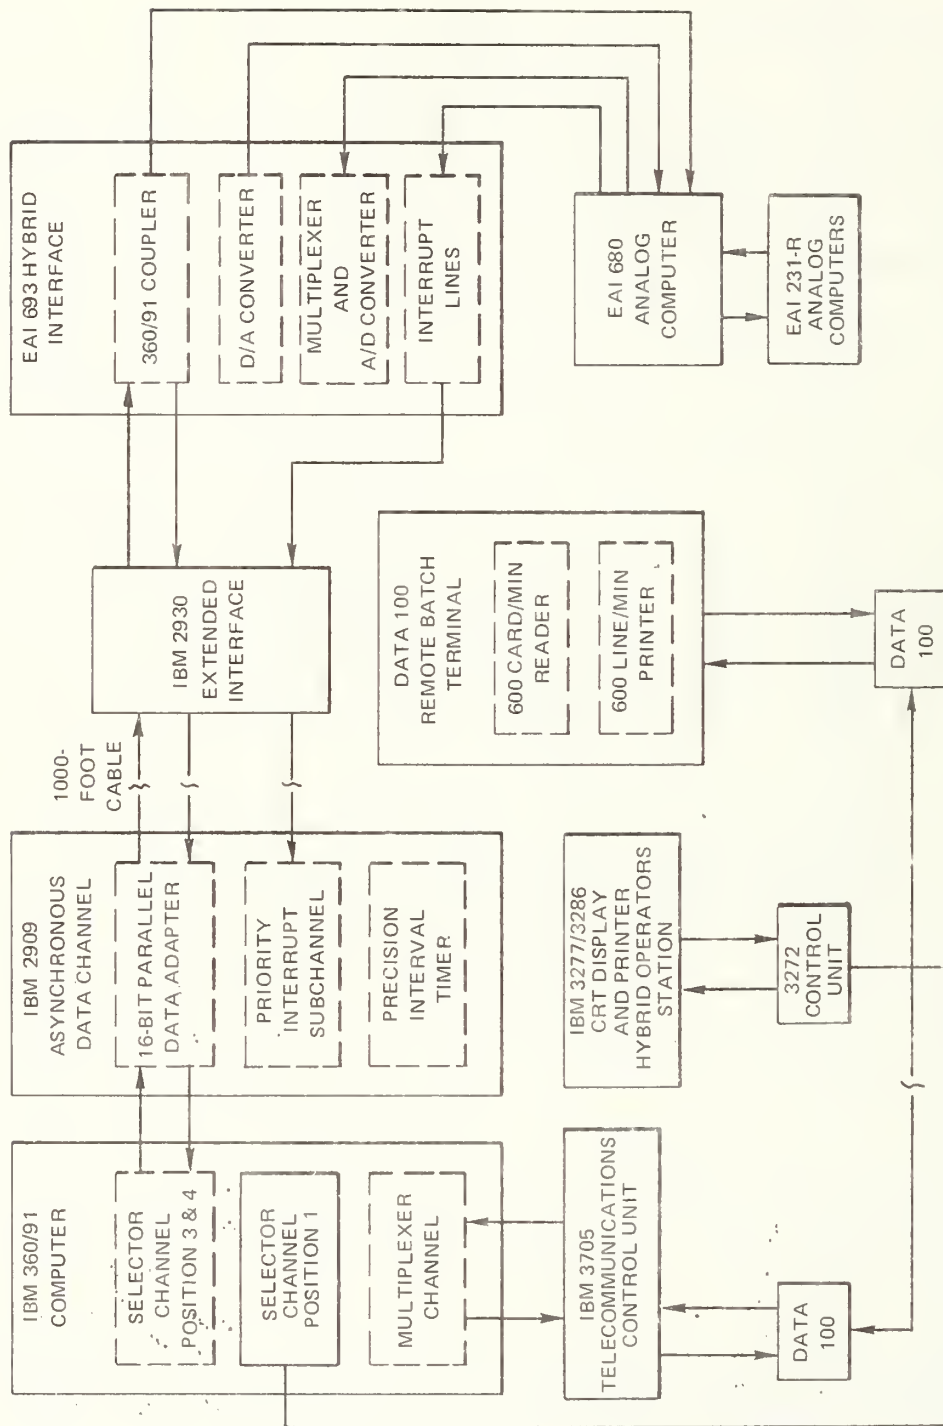 IBM 360/91
COMPUTER
SELECTOR
CHANNEL
POSITION 3 & 4
SELECTOR
CHANNEL
POSITION 1
MULTIPLEXER
CHANNEL
IBM 3705
TELECOMMUNICATIONS
CONTROL UNIT
DATA
100
IBM 2909
ASYNCHRONOUS
DATA CHANNEL
16-BIT PARALLEL
DATA ADAPTER
PRIORITY
INTERRUPT
SUBCHANNEL
PRECISION
INTERVAL
TIMER
IBM 3277/3286
CRT DISPLAY
AND PRINTER
HYBRID OPERATORS
STATION
3272
CONTROL
UNIT
1000-
FOOT
CABLE
IBM 2930
EXTENDED
INTERFACE
DATA 100
REMOTE BATCH
TERMINAL
600 CARD/MIN
READER
600 LINE/MIN
PRINTER
DATA
100
EAI 693 HYBRID
INTERFACE
360/91 COUPLER
D/A CONVERTER
MULTIPLEXER
AND
A/D CONVERTER
INTERRUPT
LINES
EAI 680
ANALOG
COMPUTER
EAI 231-R
ANALOG
COMPUTERS